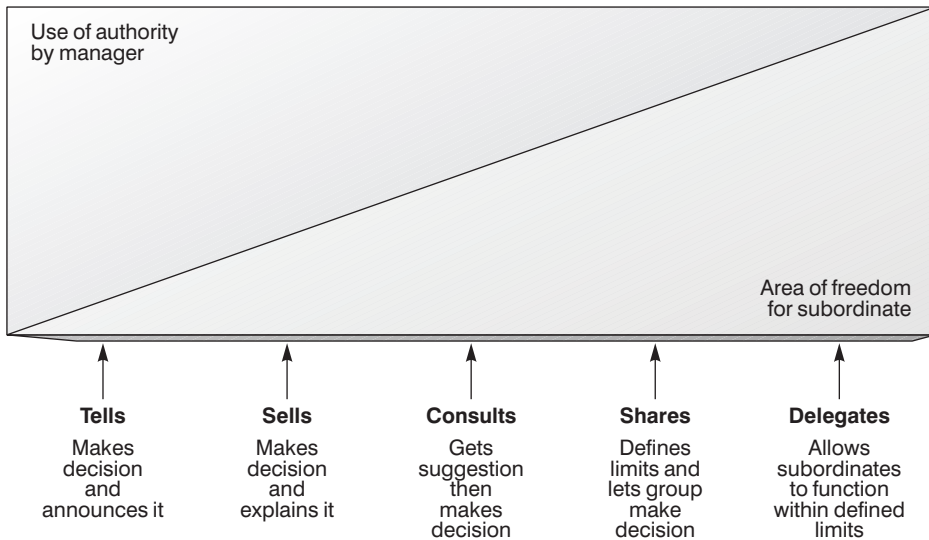 Use of authority
by manager
Area of freedom
for subordinate
Tells
Makes
decision
and
announces it
Sells
Makes
decision
and
explains it
Consults
Gets
suggestion
then
makes
decision
Shares
Defines
limits and
lets group
make
decision
Delegates
Allows
subordinates
to function
within defined
limits